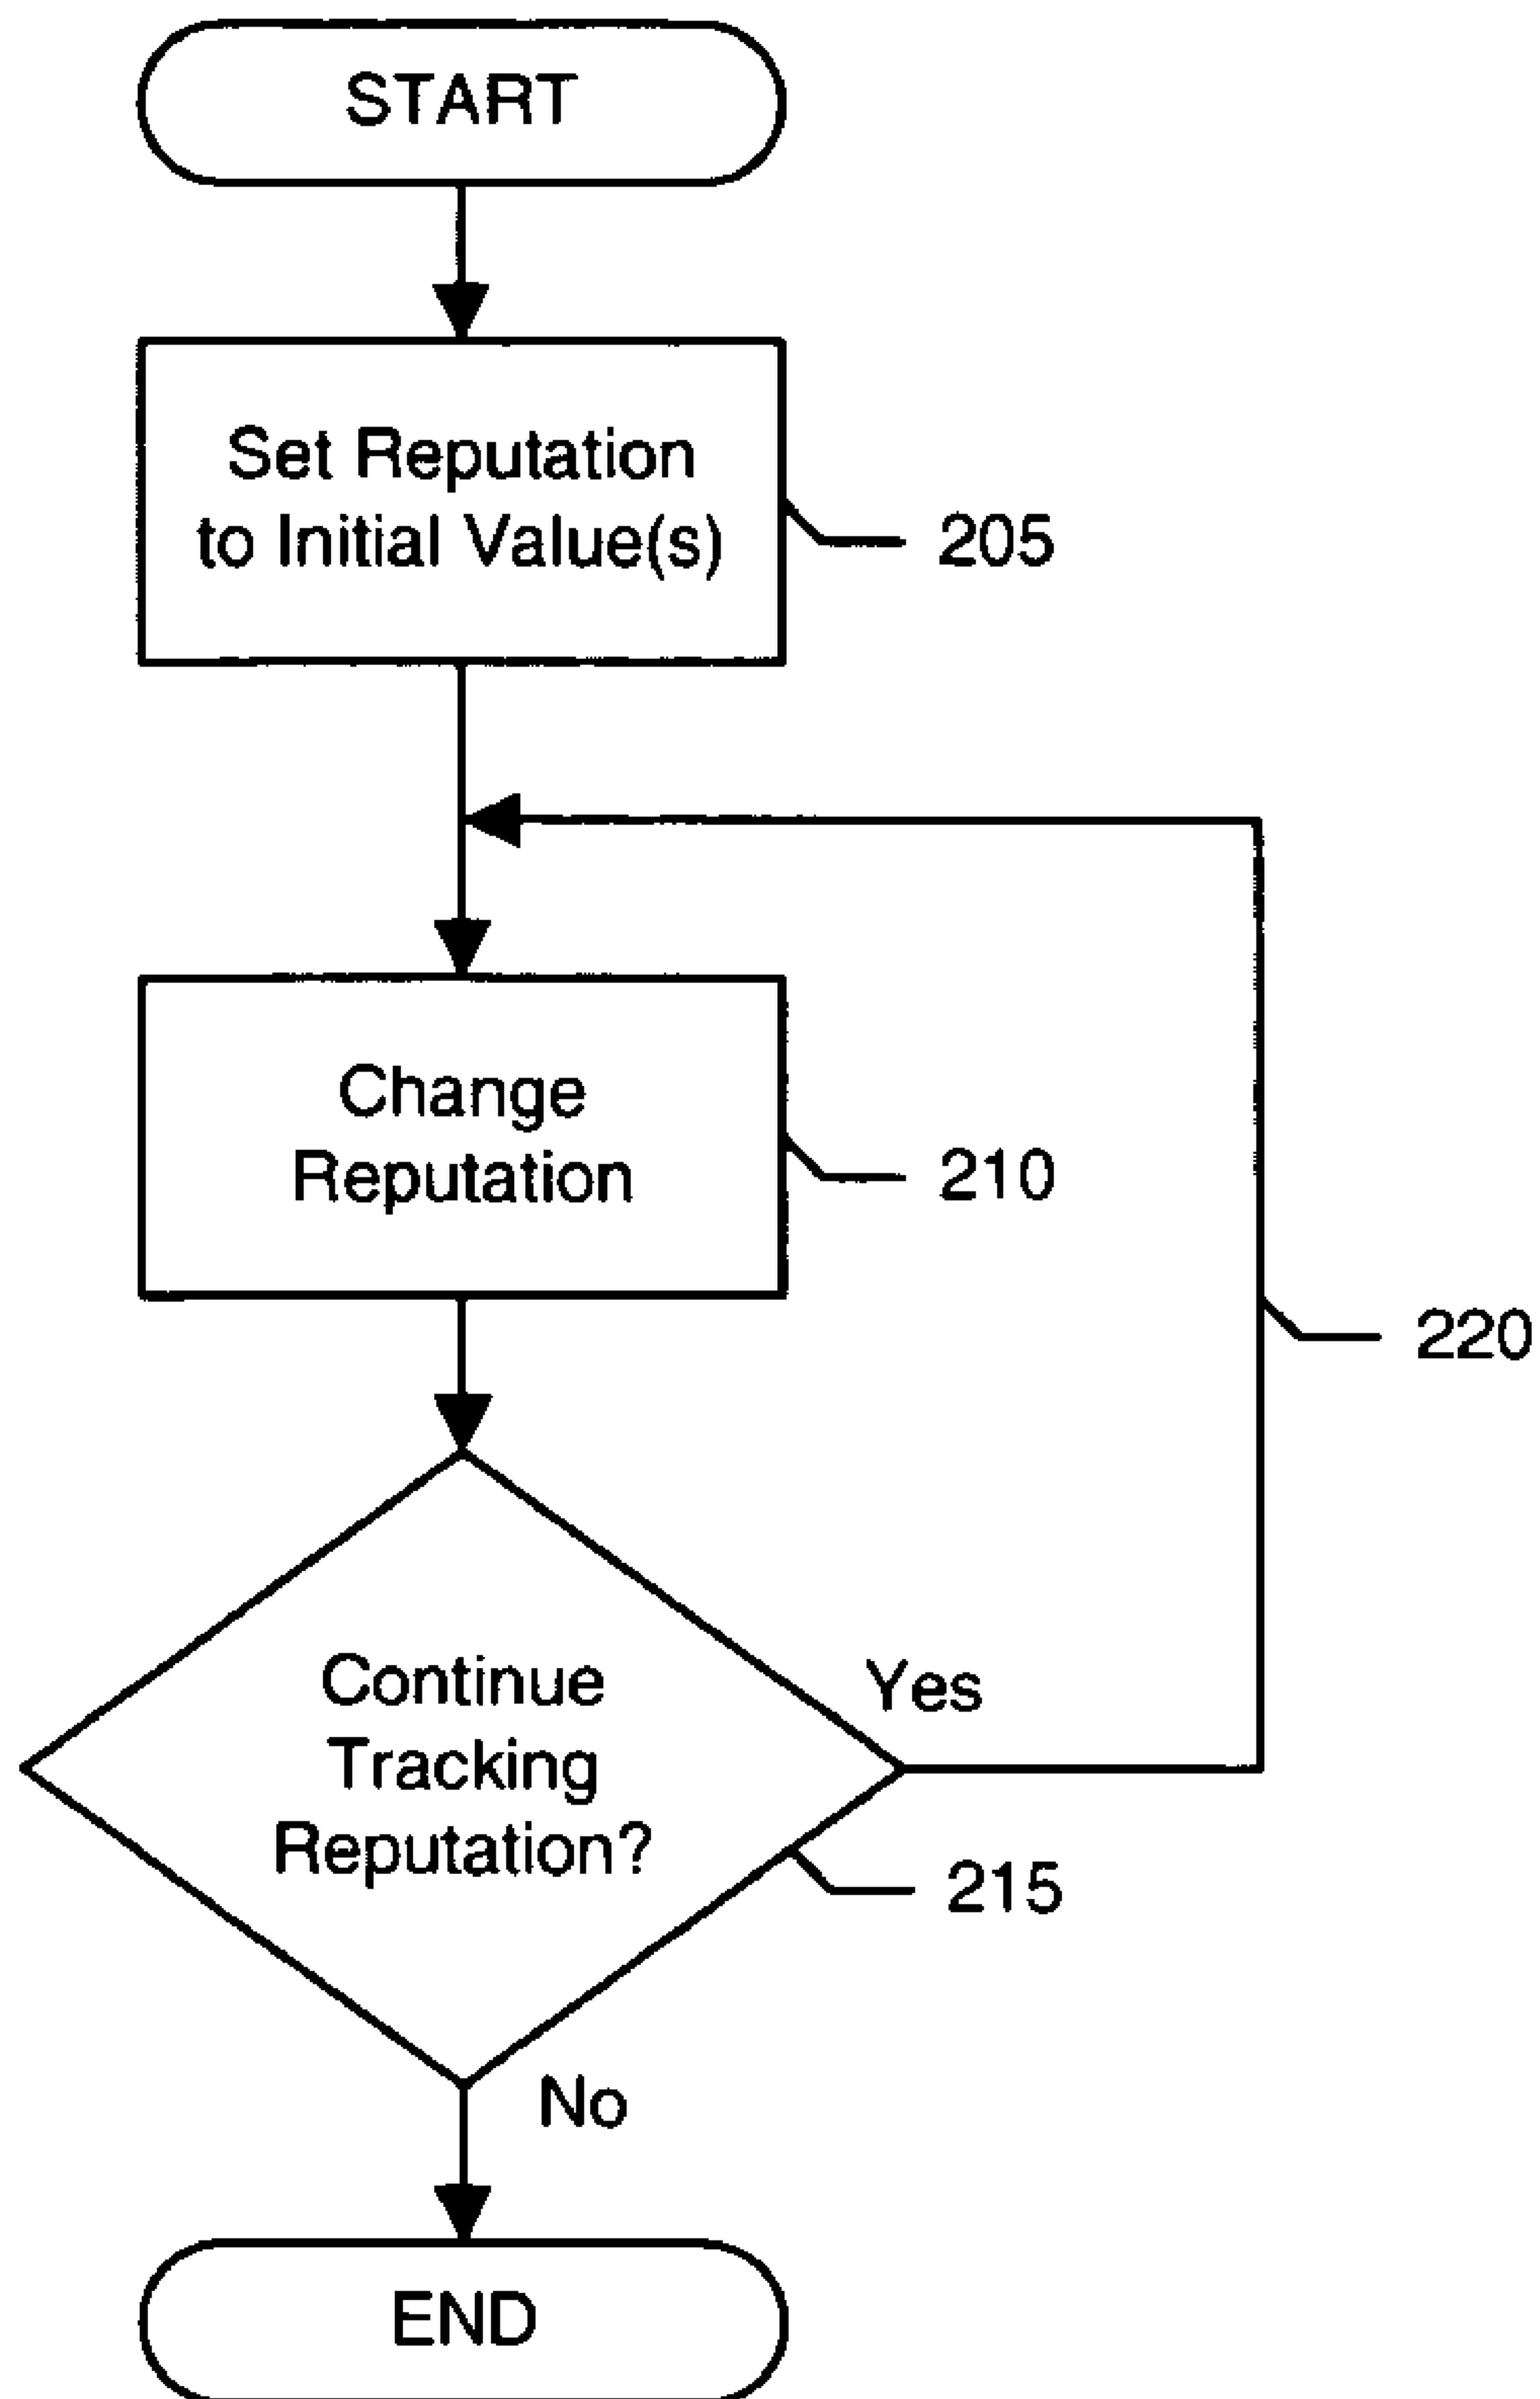 START
Set Reputation
to Initial Value(s)
205
Change
Reputation
210
220
Continue
Tracking
Reputation?
Yes
215
No
END